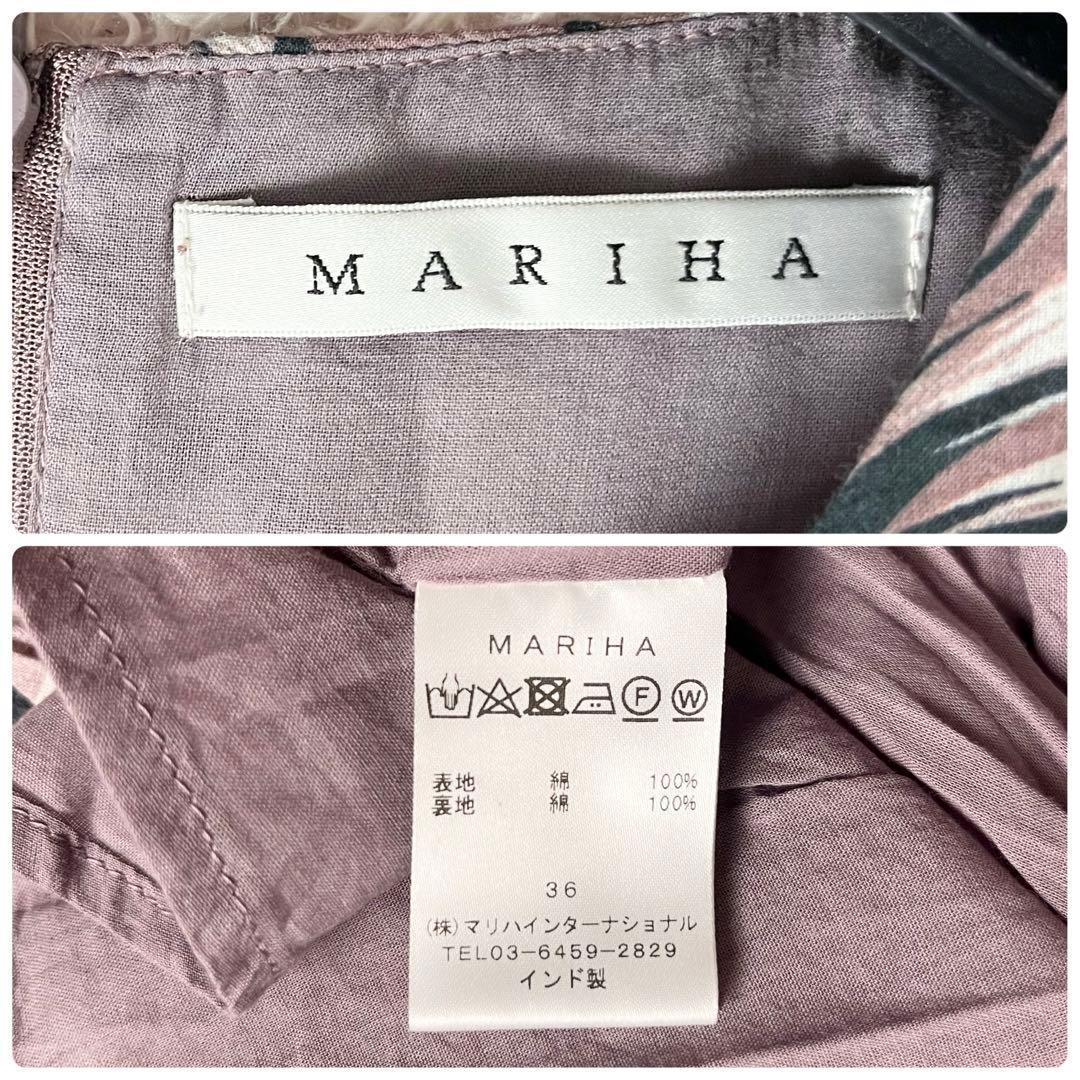 MARIHA
MARIHA
F W
表地 綿 100%
裏地 綿 100%
36
(株)マリハインターナショナル
TEL03-6459-2829
インド製